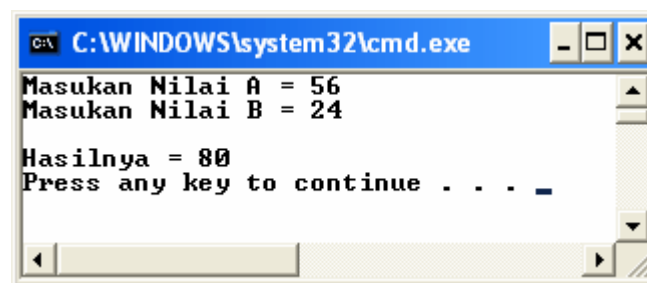 C:\WINDOWS\system32\cmd.exe
Masukan Nilai A = 56
Masukan Nilai B = 24
Hasilnya = 80
Press any key to continue . . .